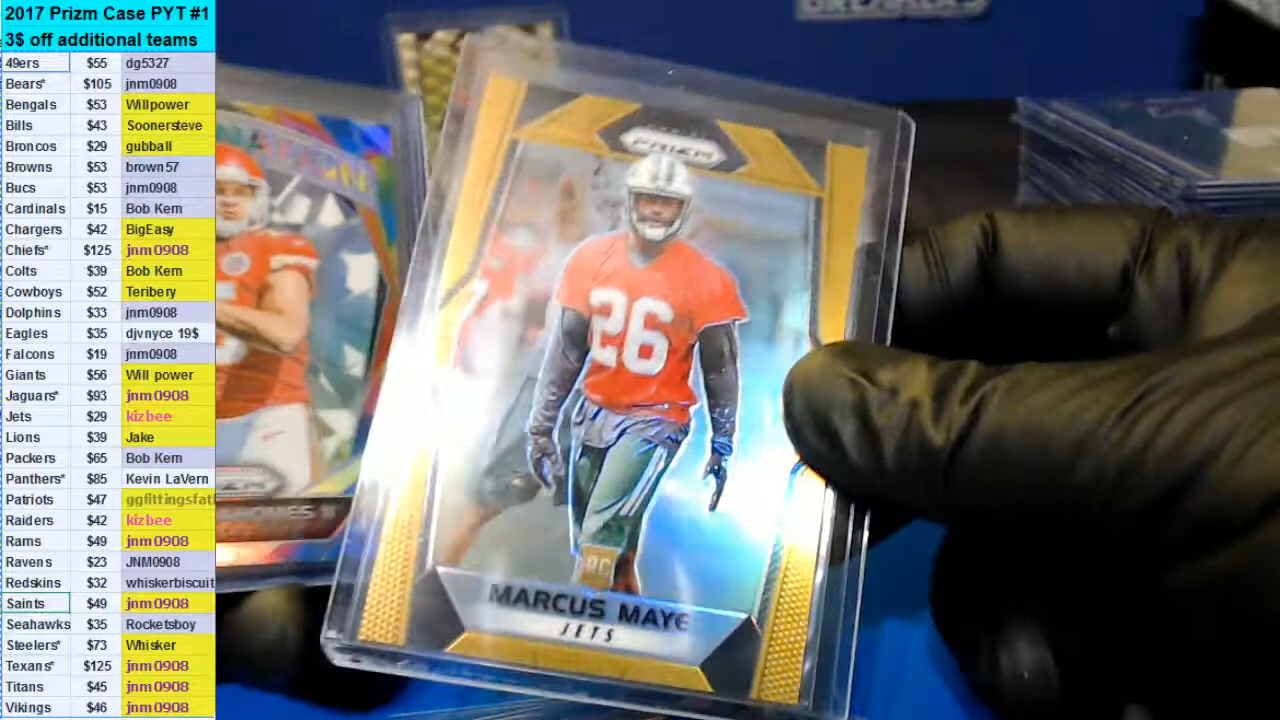 2017 Prizm Case PYT #1
3$ off additional teams
49ers $55 dg5327
Bears* $105 jnm0908
Bengals $53 Willpower
Bills $43 Soonersteve
Broncos $29 gubball
Browns $53 brown57
Bucs $53 jnm0908
Cardinals $15 Bob Kern
Chargers $42 BigEasy
Chiefs* $125 jnm0908
Colts $39 Bob Kern
Cowboys $52 Teribery
Dolphins $33 jnm0908
Eagles $35 djvnyce 19$
Falcons $19 jnm0908
Giants $56 Will power
Jaguars* $93 jnm0908
Jets $29 kizbee
Lions $39 Jake
Packers $65 Bob Kern
Panthers* $85 Kevin LaVern
Patriots $47 ggfittingsfatl
Raiders $42 kizbee
Rams $49 jnm0908
Ravens $23 JNM0908
Redskins $32 whiskerbiscuit
Saints $49 jnm0908
Seahawks $35 Rocketsboy
Steelers* $73 Whisker
Texans* $125 jnm0908
Titans $45 jnm0908
Vikings $46 jnm0908
PRIZM
26
RC
MARCUS MAYE
JETS